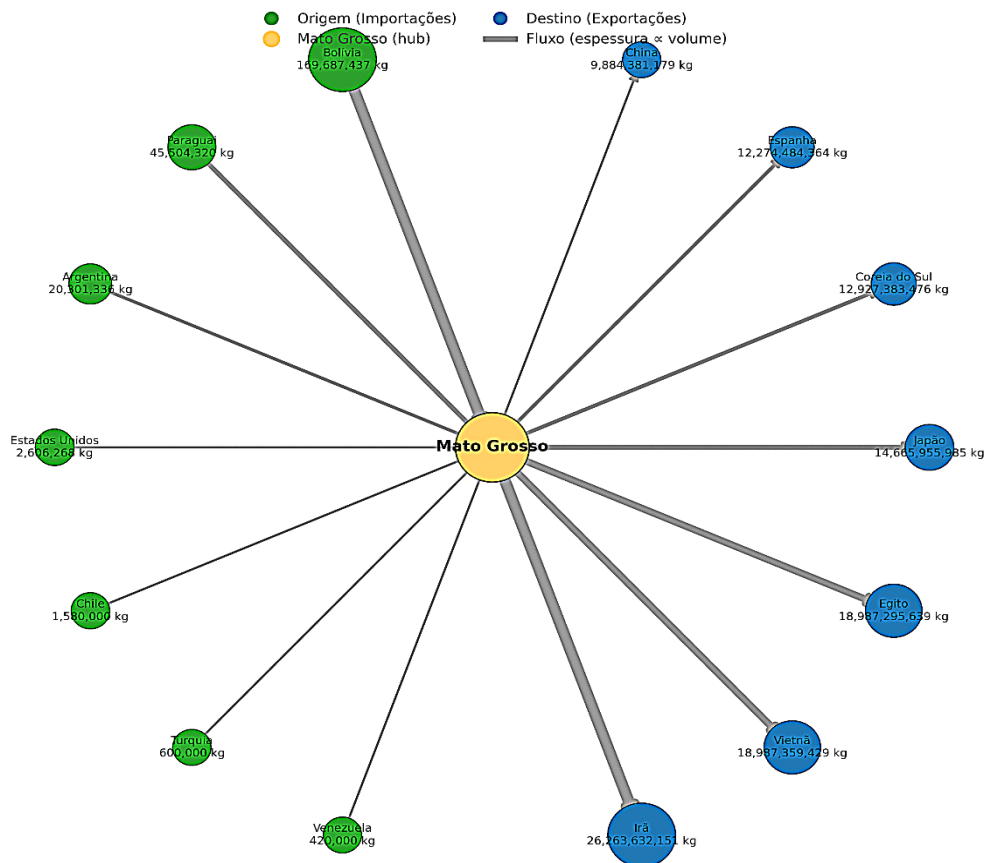 Origem (Importações)
Destino (Exportações)
Mato Grosso (hub)
Fluxo (espessura ∝ volume)
Bolívia
169,687,437 kg
China
9,884,381,179 kg
Paraguai
45,504,320 kg
Espanha
12,274,484,364 kg
Argentina
20,301,336 kg
Coreia do Sul
12,927,383,476 kg
Estados Unidos
2,606,268 kg
Mato Grosso
Japão
14,665,955,985 kg
Chile
1,580,000 kg
Egito
18,987,295,639 kg
Turquia
600,000 kg
Vietnã
18,987,359,429 kg
Venezuela
420,000 kg
Irã
26,263,632,151 kg